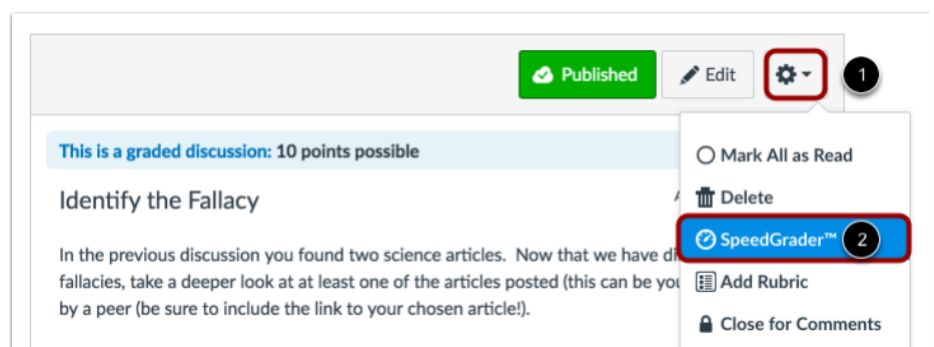 Published
Edit
1
This is a graded discussion: 10 points possible
Mark All as Read
Identify the Fallacy
Delete
SpeedGrader™
2
In the previous discussion you found two science articles. Now that we have
fallacies, take a deeper look at at least one of the articles posted (this can be
by a peer (be sure to include the link to your chosen article!).
Add Rubric
Close for Comments